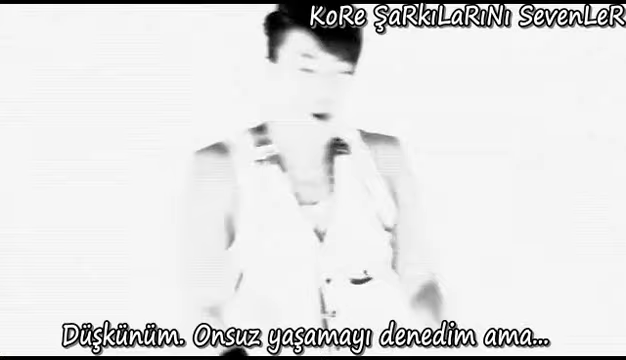 KoRe ŞaRkıLaRıNı SevenLeR
Düşkünüm. Onsuz yaşamayı denedim ama...